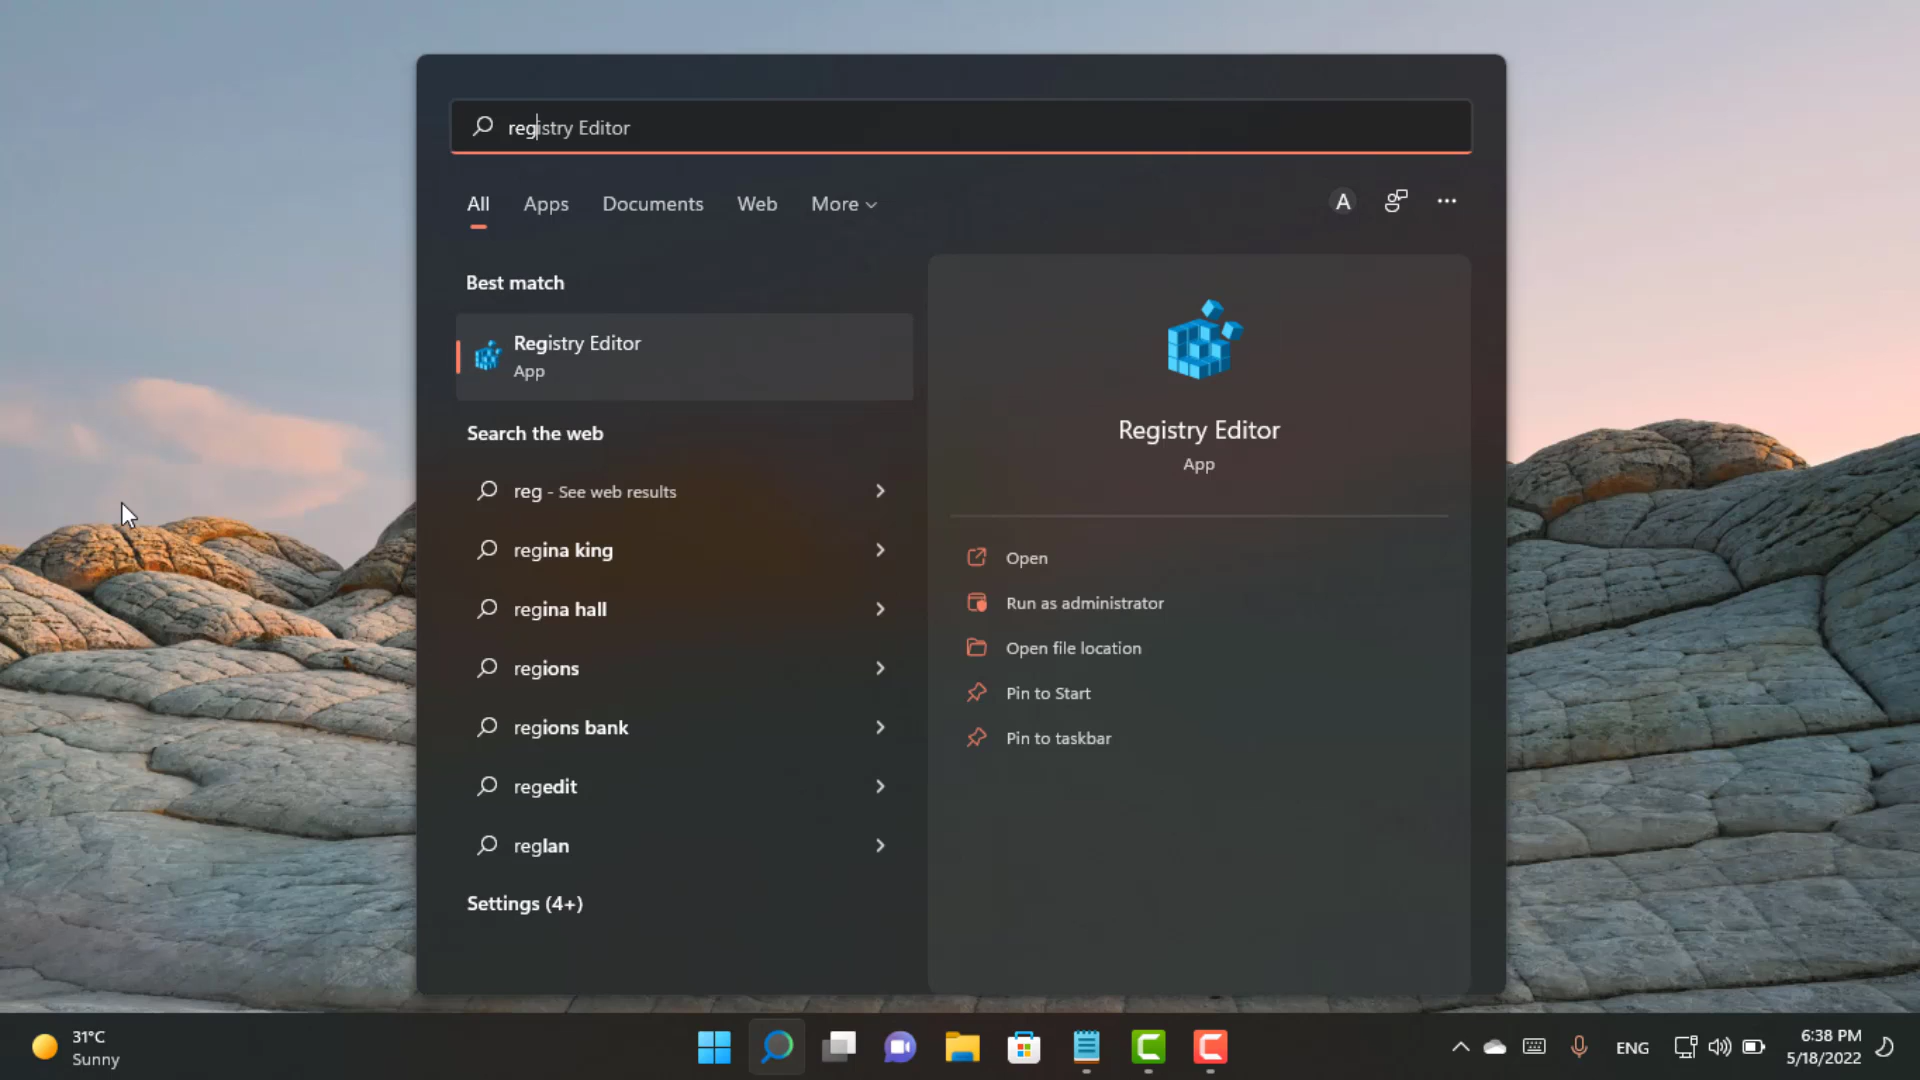 registry Editor
All Apps Documents Web More
A
Best match
Registry Editor
App
Search the web
reg - See web results
regina king
regina hall
regions
regions bank
regedit
reglan
Settings (4+)
Registry Editor
App
Open
Run as administrator
Open file location
Pin to Start
Pin to taskbar
31°C
Sunny
ENG
6:38 PM
5/18/2022